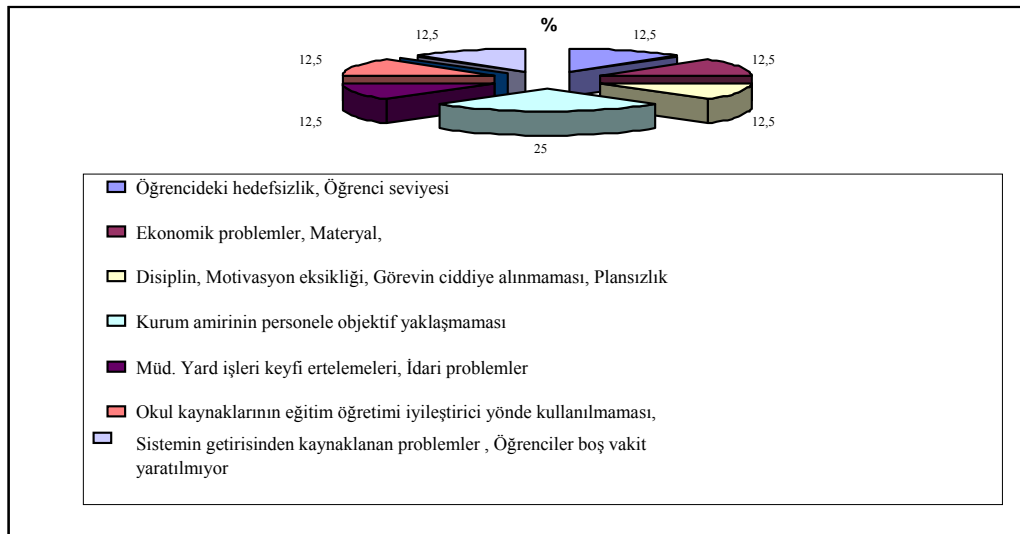 %
12,5
12,5
12,5
12,5
12,5
12,5
25
Öğrencideki hedefsizlik, Öğrenci seviyesi
Ekonomik problemler, Materyal,
Disiplin, Motivasyon eksikliği, Görevin ciddiye alınmaması, Plansızlık
Kurum amirinin personele objektif yaklaşmaması
Müd. Yard işleri keyfi ertelemeleri, İdari problemler
Okul kaynaklarının eğitim öğretimi iyileştirici yönde kullanılmaması,
Sistemin getirisinden kaynaklanan problemler , Öğrenciler boş vakit
yaratılmıyor